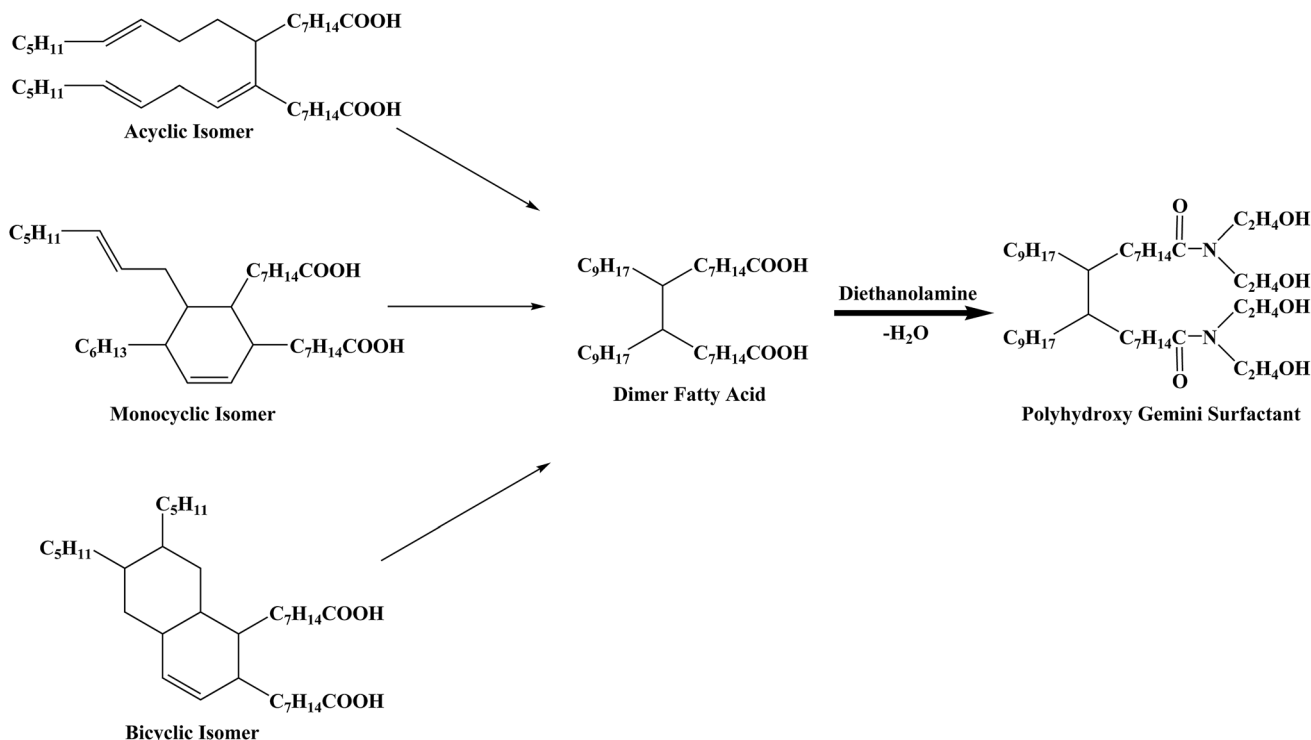 C₇H₁₄COOH
C₅H₁₁
C₅H₁₁
C₇H₁₄COOH
Acyclic Isomer
C₅H₁₁
C₇H₁₄COOH
C₆H₁₃
C₇H₁₄COOH
Monocyclic Isomer
C₅H₁₁
C₅H₁₁
C₇H₁₄COOH
C₇H₁₄COOH
Bicyclic Isomer
C₉H₁₇
C₇H₁₄COOH
C₉H₁₇
C₇H₁₄COOH
Dimer Fatty Acid
Diethanolamine
-H₂O
O
C₂H₄OH
C₉H₁₇
C₇H₁₄C
N
C₂H₄OH
C₂H₄OH
C₉H₁₇
C₇H₁₄C
N
C₂H₄OH
O
Polyhydroxy Gemini Surfactant